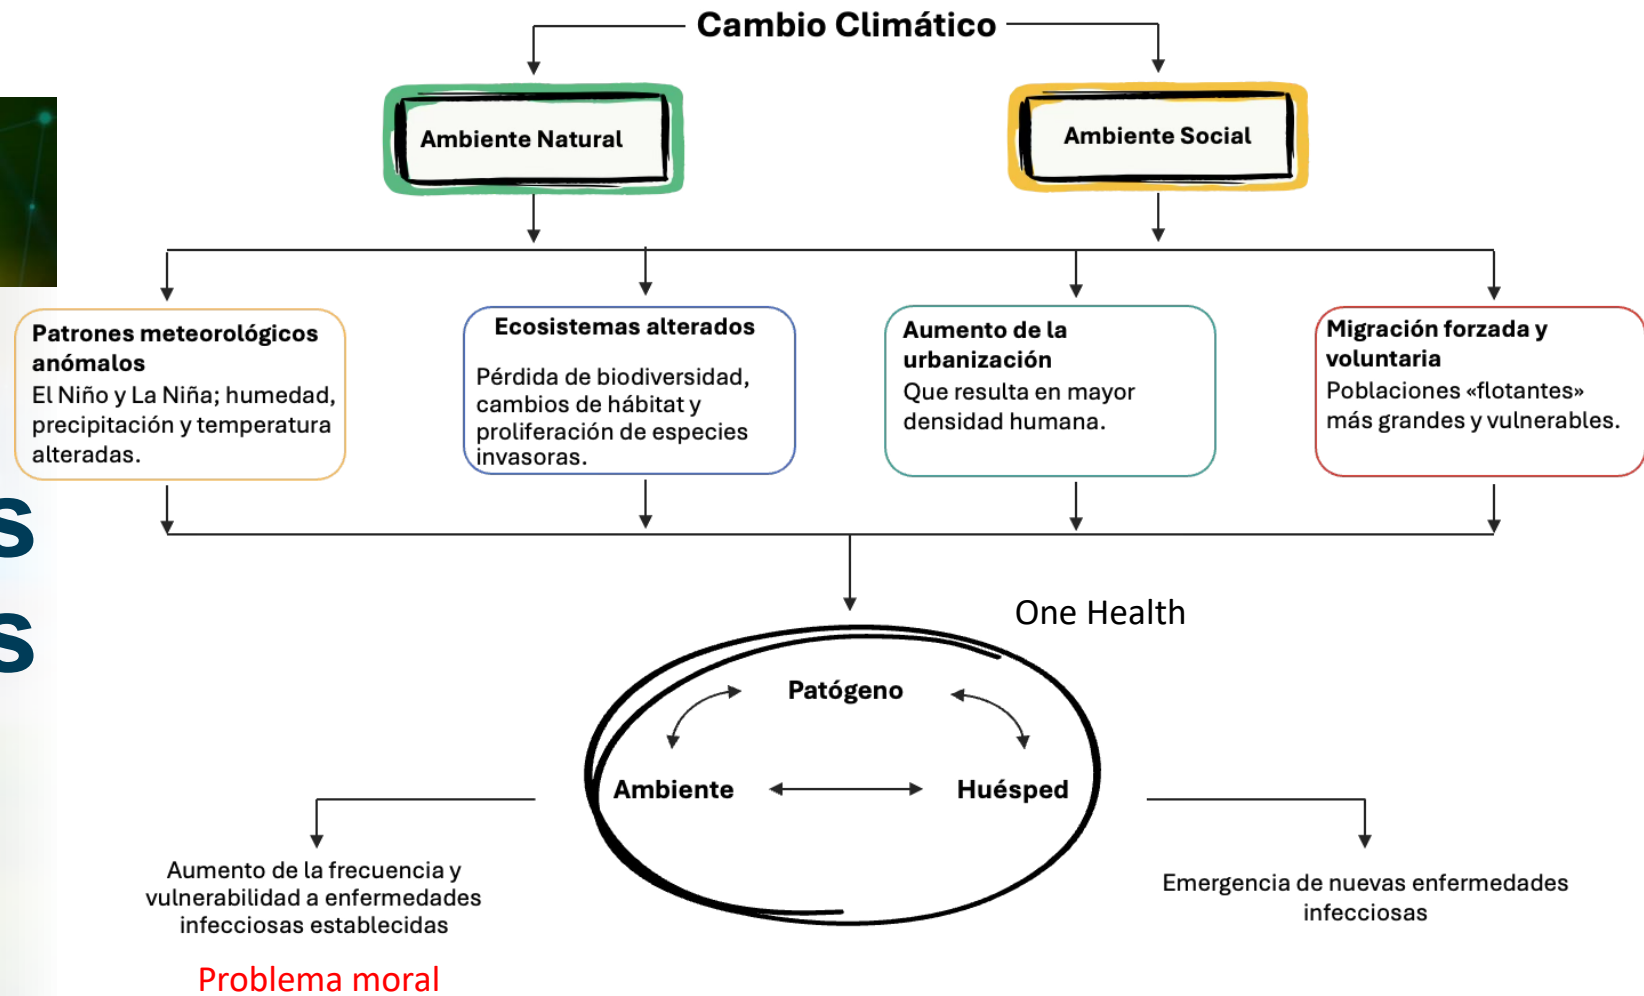 Cambio Climático
Ambiente Natural
Ambiente Social
Patrones meteorológicos
anómalos
El Niño y La Niña; humedad,
precipitación y temperatura
alteradas.
Ecosistemas alterados
Pérdida de biodiversidad,
cambios de hábitat y
proliferación de especies
invasoras.
Aumento de la
urbanización
Que resulta en mayor
densidad humana.
Migración forzada y
voluntaria
Poblaciones «flotantes»
más grandes y vulnerables.
s
s
One Health
Patógeno
Ambiente
Huésped
Aumento de la frecuencia y
vulnerabilidad a enfermedades
infecciosas establecidas
Emergencia de nuevas enfermedades
infecciosas
Problema moral